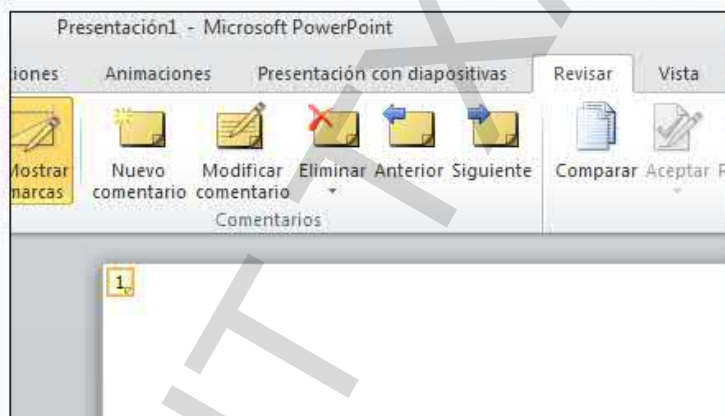 Presentación1 - Microsoft PowerPoint
iones Animaciones Presentación con diapositivas Revisar Vista
Mostrar marcas
Nuevo comentario
Modificar comentario
Eliminar
Anterior
Siguiente
Comparar
Aceptar
R
Comentarios
1